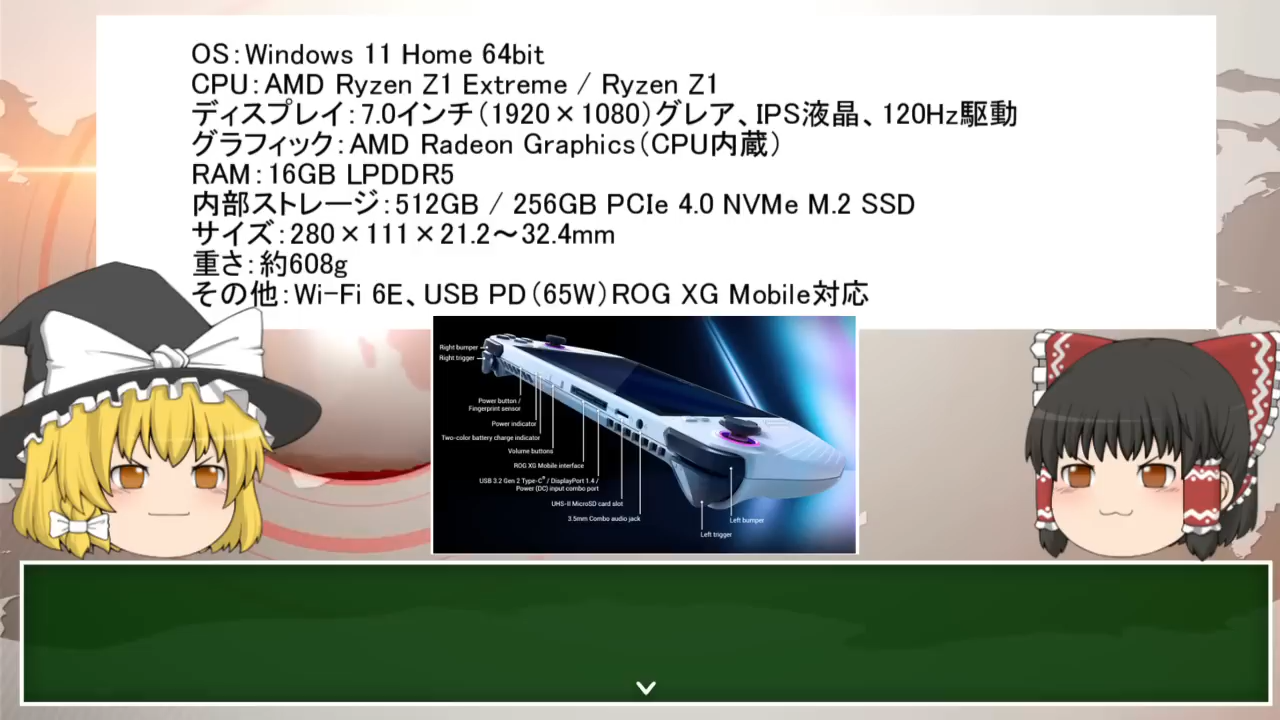 OS:Windows 11 Home 64bit
CPU:AMD Ryzen Z1 Extreme / Ryzen Z1
ディスプレイ:7.0インチ(1920×1080)グレア、IPS液晶、120Hz駆動
グラフィック:AMD Radeon Graphics(CPU内蔵)
RAM:16GB LPDDR5
内部ストレージ:512GB / 256GB PCIe 4.0 NVMe M.2 SSD
サイズ:280×111×21.2～32.4mm
重さ:約608g
その他:Wi-Fi 6E、USB PD(65W)ROG XG Mobile対応
Right bumper
Right trigger
Power button /
Fingerprint sensor
Power indicator
Two-color battery charge indicator
Volume buttons
ROG XG Mobile interface
USB 3.2 Gen 2 Type-C® / DisplayPort 1.4 /
Power (DC) input combo port
UHS-II MicroSD card slot
3.5mm Combo audio jack
Left bumper
Left trigger